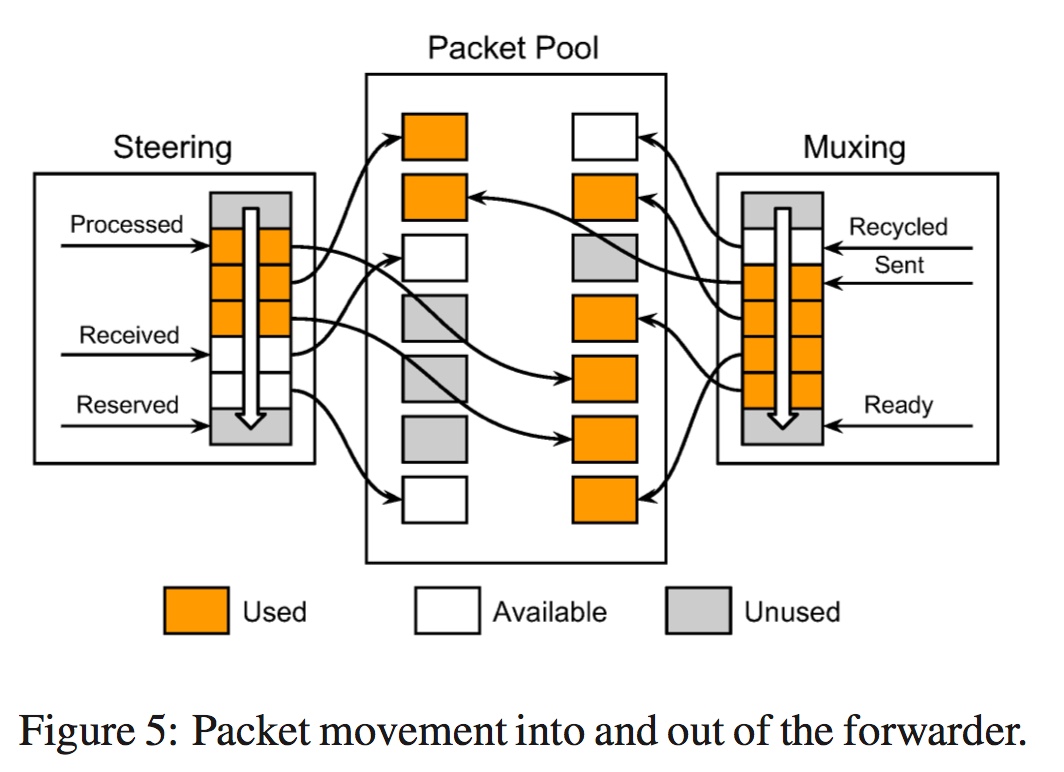 Packet Pool
Steering
Muxing
Processed
Received
Reserved
Recycled
Sent
Ready
Used
Available
Unused
Figure 5: Packet movement into and out of the forwarder.